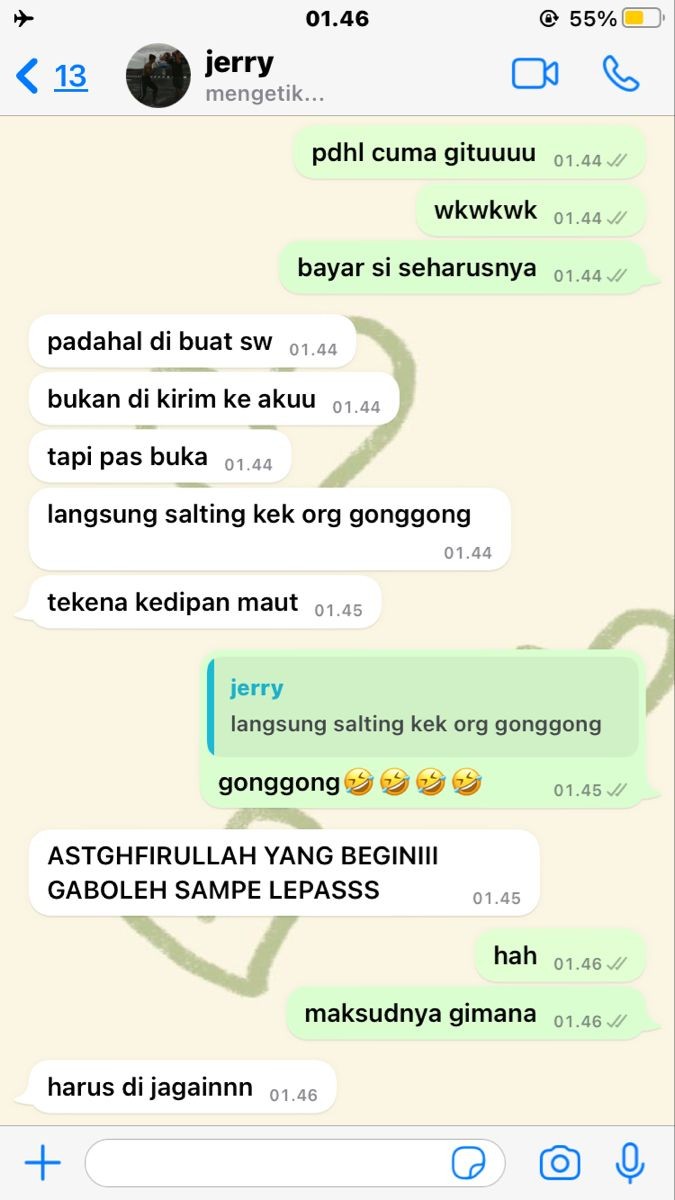 01.46
55%
13
jerry
mengetik...
pdhl cuma gituuuu 01.44
wkwkwk 01.44
bayar si seharusnya 01.44
padahal di buat sw 01.44
bukan di kirim ke akuu 01.44
tapi pas buka 01.44
langsung salting kek org gonggong
01.44
tekena kedipan maut 01.45
jerry
langsung salting kek org gonggong
gonggong🤣🤣🤣🤣 01.45
ASTGHFIRULLAH YANG BEGINIII
GABOLEH SAMPE LEPASSS 01.45
hah 01.46
maksudnya gimana 01.46
harus di jagainnn 01.46